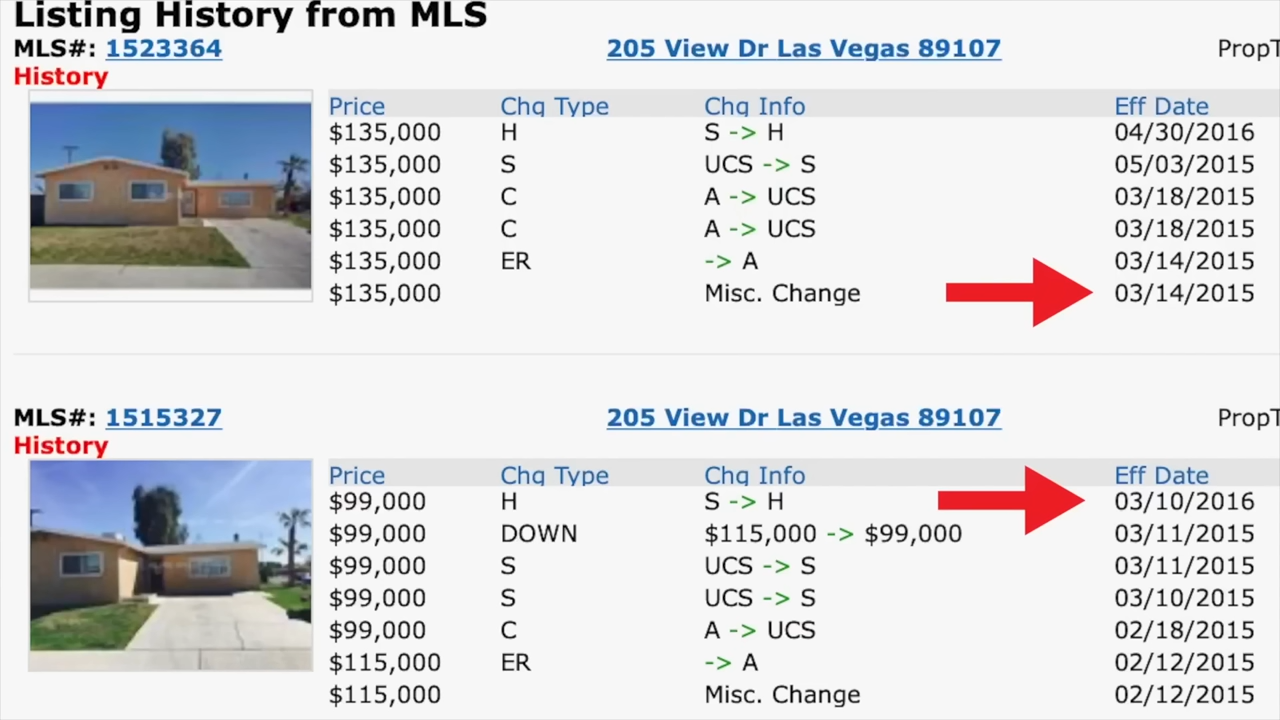 Listing History from MLS
MLS#: 1523364 205 View Dr Las Vegas 89107 PropT
History
Price Chg Type Chg Info Eff Date
$135,000 H S -> H 04/30/2016
$135,000 S UCS -> S 05/03/2015
$135,000 C A -> UCS 03/18/2015
$135,000 C A -> UCS 03/18/2015
$135,000 ER -> A 03/14/2015
$135,000 Misc. Change 03/14/2015
MLS#: 1515327 205 View Dr Las Vegas 89107 PropT
History
Price Chg Type Chg Info Eff Date
$99,000 H S -> H 03/10/2016
$99,000 DOWN $115,000 -> $99,000 03/11/2015
$99,000 S UCS -> S 03/11/2015
$99,000 S UCS -> S 03/10/2015
$99,000 C A -> UCS 02/18/2015
$115,000 ER -> A 02/12/2015
$115,000 Misc. Change 02/12/2015